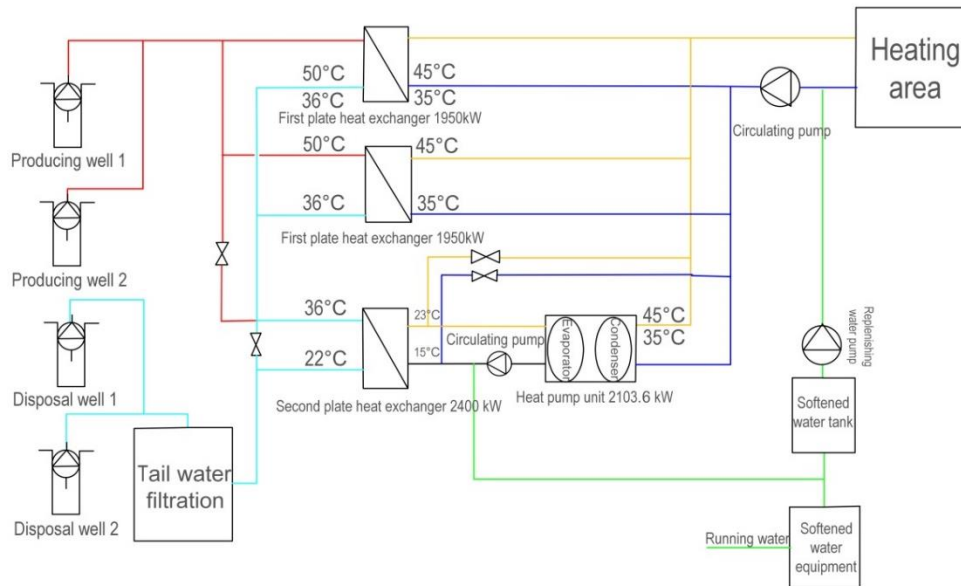 Heating
area
50°C
45°C
36°C
35°C
First plate heat exchanger 1950kW
Circulating pump
Producing well 1
50°C
45°C
36°C
35°C
First plate heat exchanger 1950kW
Producing well 2
36°C
23°C
Circulating pump
45°C
35°C
Evaporator
Condenser
22°C
15°C
Second plate heat exchanger 2400 kW
Heat pump unit 2103.6 kW
Replenishing
water pump
Disposal well 1
Softened
water tank
Tail water
filtration
Disposal well 2
Running water
Softened
water
equipment